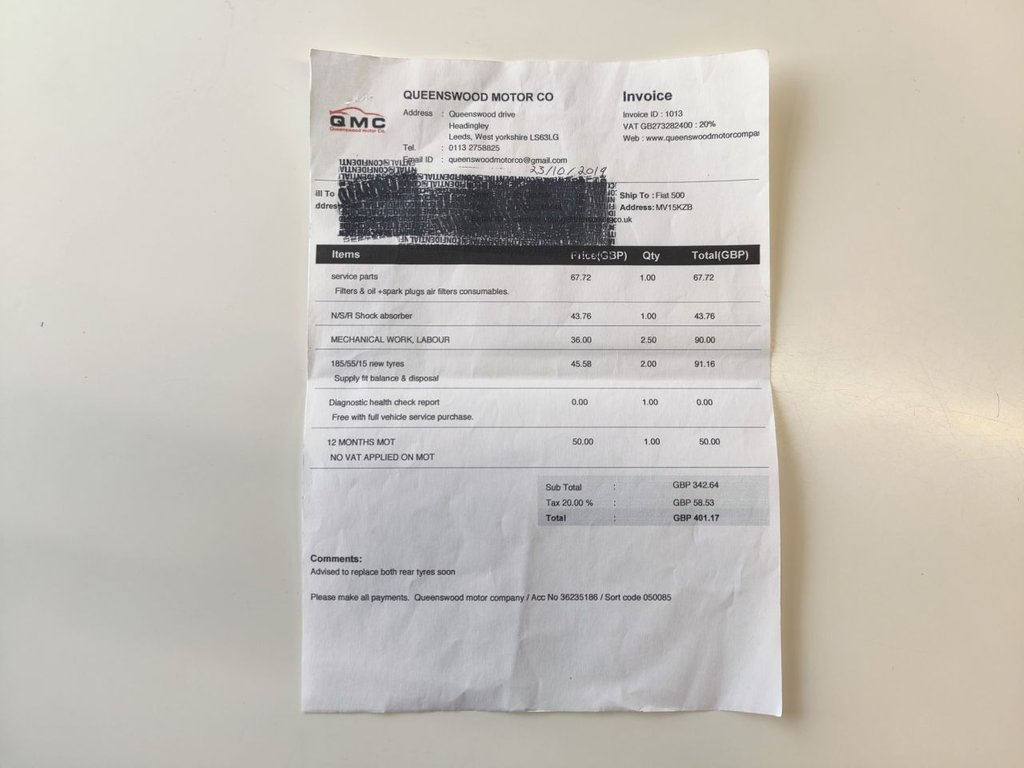 QUEENSWOOD MOTOR CO
Address : Queenswood drive
Headingley
Leeds, West yorkshire LS63LG
Tel. : 0113 2758825
Email ID : queenswoodmotorco@gmail.com
QMC
Queenswood motor Co.
Invoice
Invoice ID : 1013
VAT GB273282400 : 20%
Web : www.queenswoodmotorcompa
23/10/2019
ill To
ddres
Ship To : Fiat 500
Address: MV15KZB
co.uk
Items Price(GBP) Qty Total(GBP)
service parts 67.72 1.00 67.72
Filters & oil +spark plugs air filters consumables.
N/S/R Shock absorber 43.76 1.00 43.76
MECHANICAL WORK, LABOUR 36.00 2.50 90.00
185/55/15 new tyres 45.58 2.00 91.16
Supply fit balance & disposal
Diagnostic health check report 0.00 1.00 0.00
Free with full vehicle service purchase.
12 MONTHS MOT 50.00 1.00 50.00
NO VAT APPLIED ON MOT
Sub Total : GBP 342.64
Tax 20.00 % : GBP 58.53
Total : GBP 401.17
Comments:
Advised to replace both rear tyres soon
Please make all payments. Queenswood motor company / Acc No 36235186 / Sort code 050085